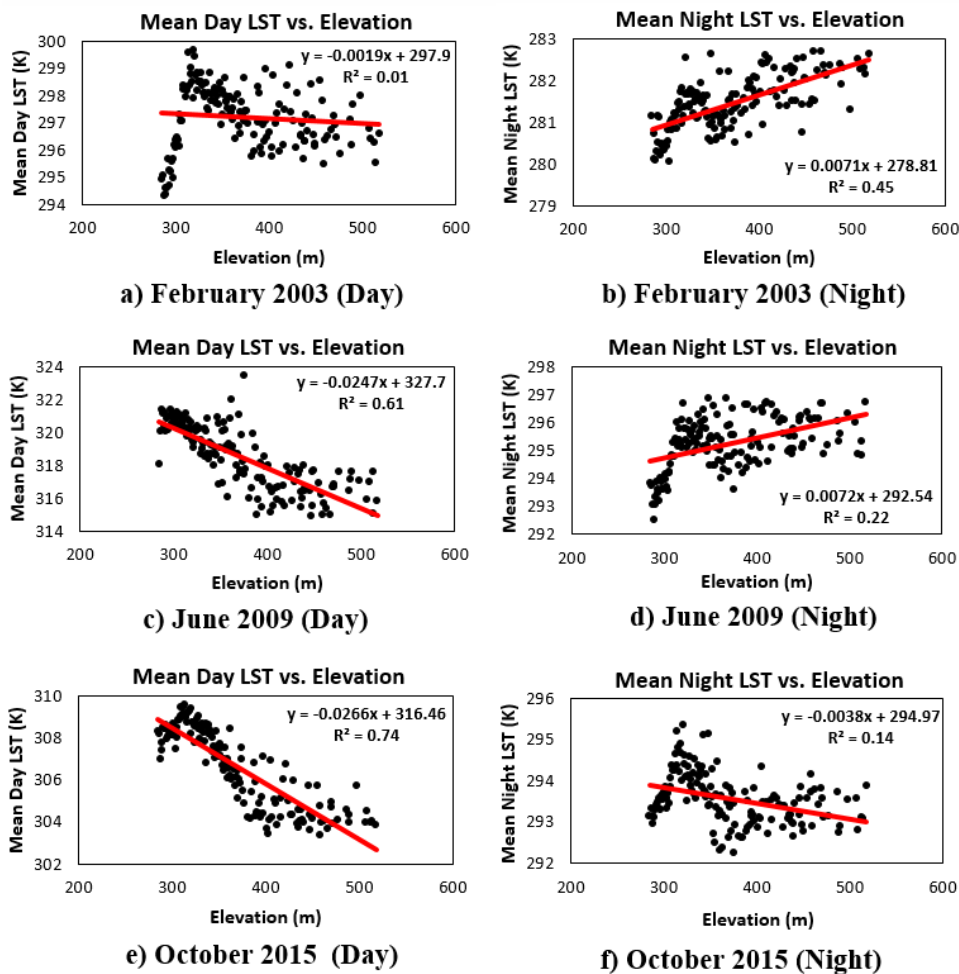 Mean Day LST vs. Elevation
Mean Day LST (K)
300
299
298
297
296
295
294
y = -0.0019x + 297.9
R² = 0.01
200
300
400
500
600
Elevation (m)
a) February 2003 (Day)
Mean Night LST vs. Elevation
Mean Night LST (K)
283
282
281
280
279
y = 0.0071x + 278.81
R² = 0.45
200
300
400
500
600
Elevation (m)
b) February 2003 (Night)
Mean Day LST vs. Elevation
Mean Day LST (K)
324
322
320
318
316
314
y = -0.0247x + 327.7
R² = 0.61
200
300
400
500
600
Elevation (m)
c) June 2009 (Day)
Mean Night LST vs. Elevation
Mean Night LST (K)
298
297
296
295
294
293
292
y = 0.0072x + 292.54
R² = 0.22
200
300
400
500
600
Elevation (m)
d) June 2009 (Night)
Mean Day LST vs. Elevation
Mean Day LST (K)
310
308
306
304
302
y = -0.0266x + 316.46
R² = 0.74
200
300
400
500
600
Elevation (m)
e) October 2015 (Day)
Mean Night LST vs. Elevation
Mean Night LST (K)
296
295
294
293
292
y = -0.0038x + 294.97
R² = 0.14
200
300
400
500
600
Elevation (m)
f) October 2015 (Night)